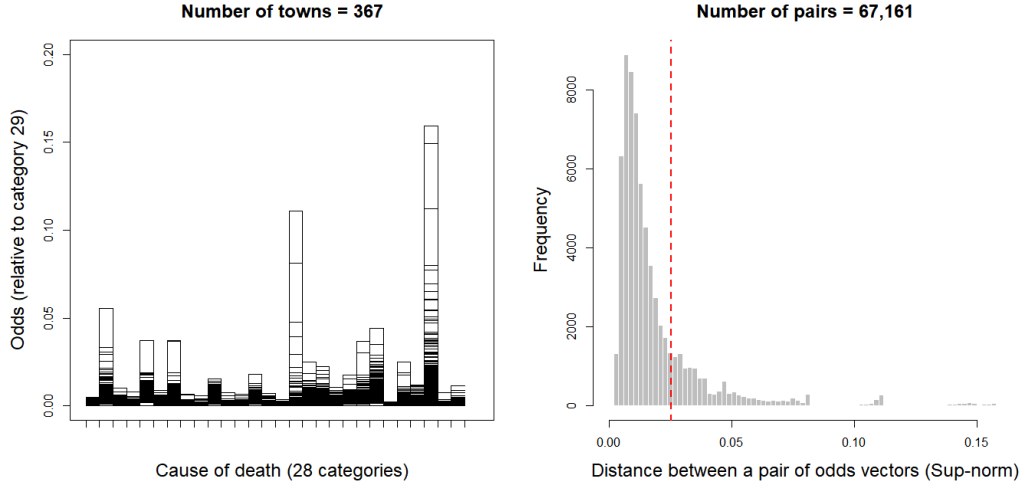 Number of towns = 367
Odds (relative to category 29)
0.00
0.05
0.10
0.15
0.20
Cause of death (28 categories)
Number of pairs = 67,161
Frequency
0
2000
4000
6000
8000
0.00
0.05
0.10
0.15
Distance between a pair of odds vectors (Sup-norm)